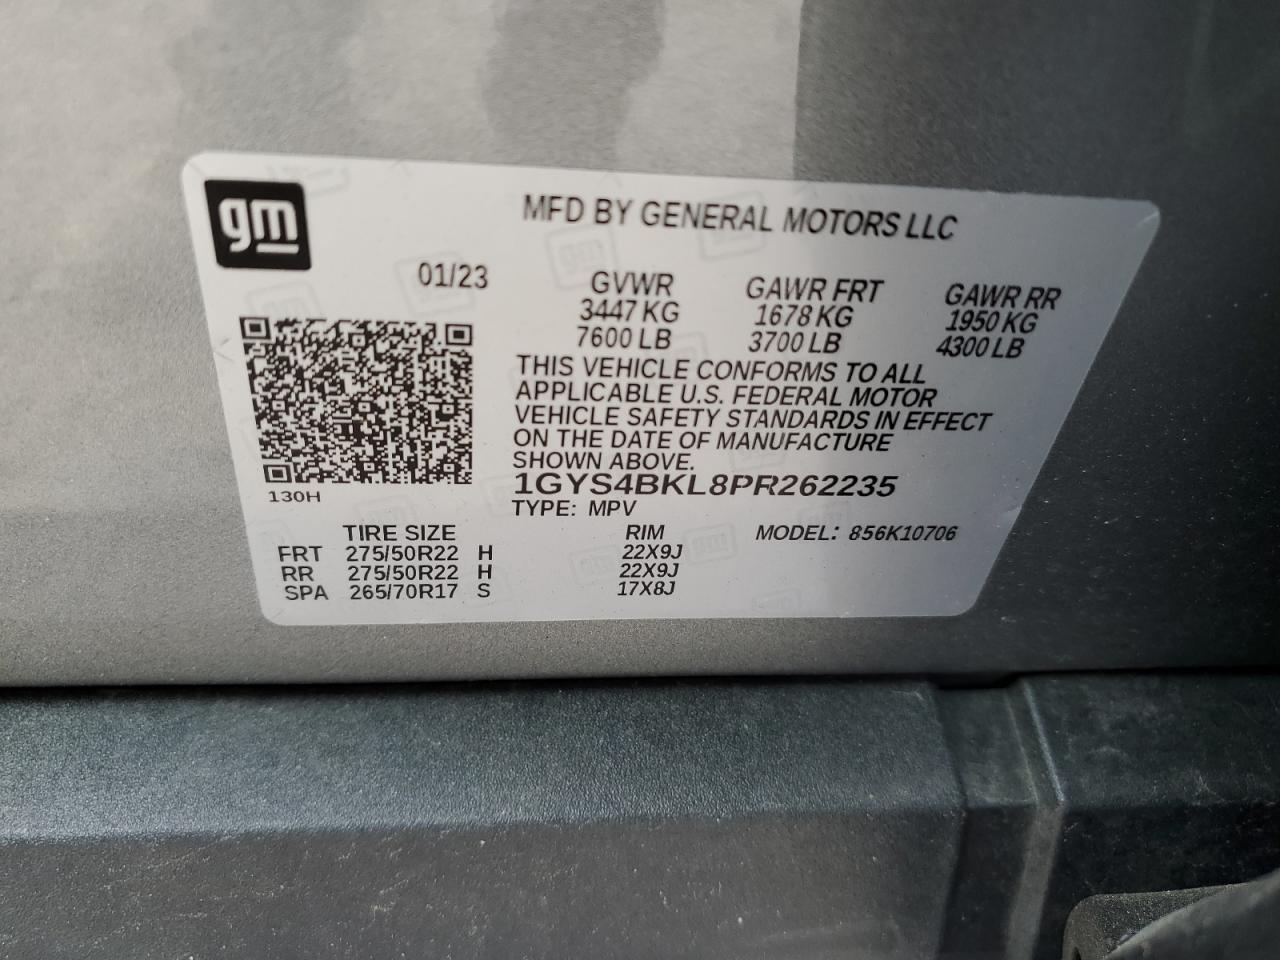 gm
MFD BY GENERAL MOTORS LLC
01/23
GVWR GAWR FRT GAWR RR
3447 KG 1678 KG 1950 KG
7600 LB 3700 LB 4300 LB
THIS VEHICLE CONFORMS TO ALL
APPLICABLE U.S. FEDERAL MOTOR
VEHICLE SAFETY STANDARDS IN EFFECT
ON THE DATE OF MANUFACTURE
SHOWN ABOVE.
1GYS4BKL8PR262235
130H
TYPE: MPV
TIRE SIZE RIM MODEL: 856K10706
FRT 275/50R22 H 22X9J
RR 275/50R22 H 22X9J
SPA 265/70R17 S 17X8J